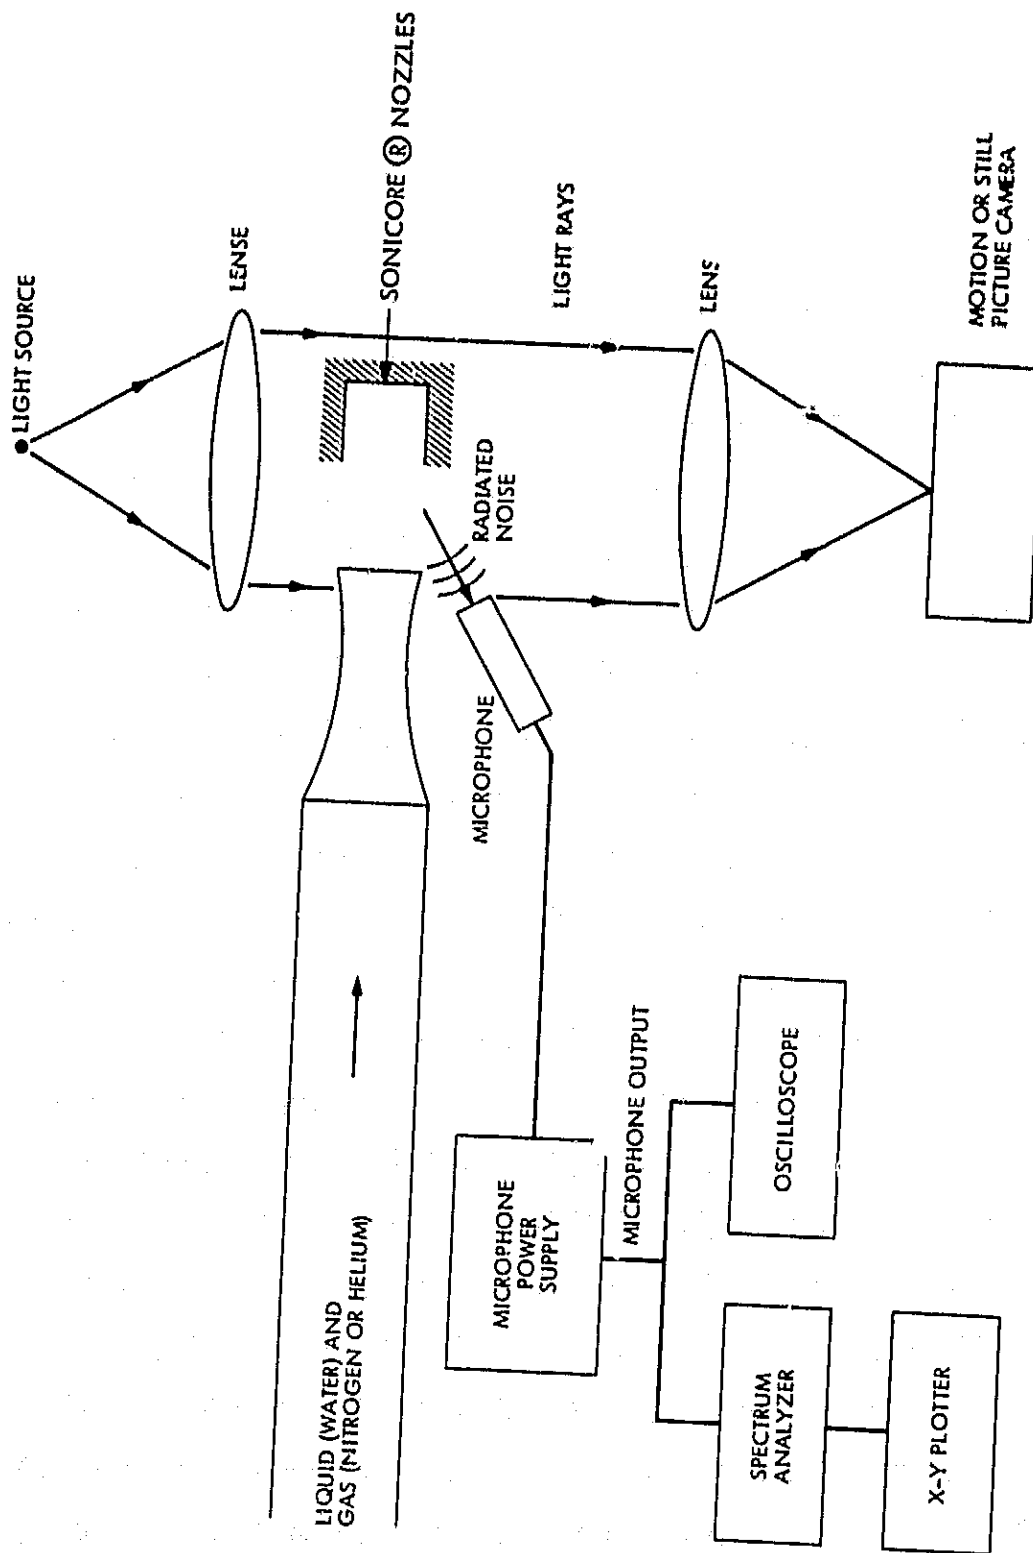 LIGHT SOURCE
LENSE
SONICORE ® NOZZLES
LIGHT RAYS
LENS
MOTION OR STILL
PICTURE CAMERA
RADIATED
NOISE
MICROPHONE
LIQUID (WATER) AND
GAS (NITROGEN OR HELIUM)
MICROPHONE
POWER
SUPPLY
MICROPHONE OUTPUT
OSCILLOSCOPE
SPECTRUM
ANALYZER
X-Y PLOTTER